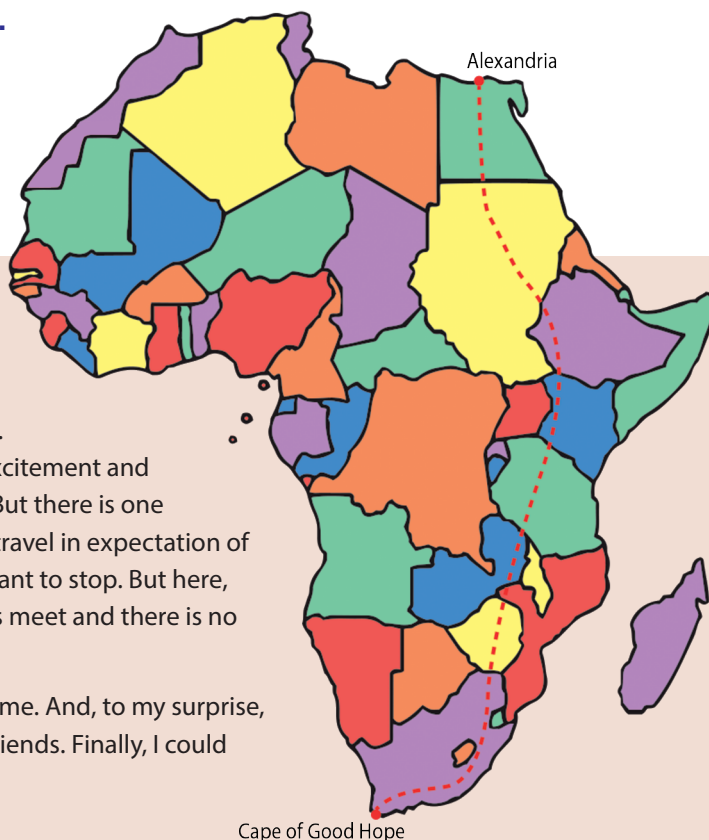 Alexandria
.
citement and
But there is one
travel in expectation of
ant to stop. But here,
s meet and there is no
me. And, to my surprise,
iends. Finally, I could
Cape of Good Hope